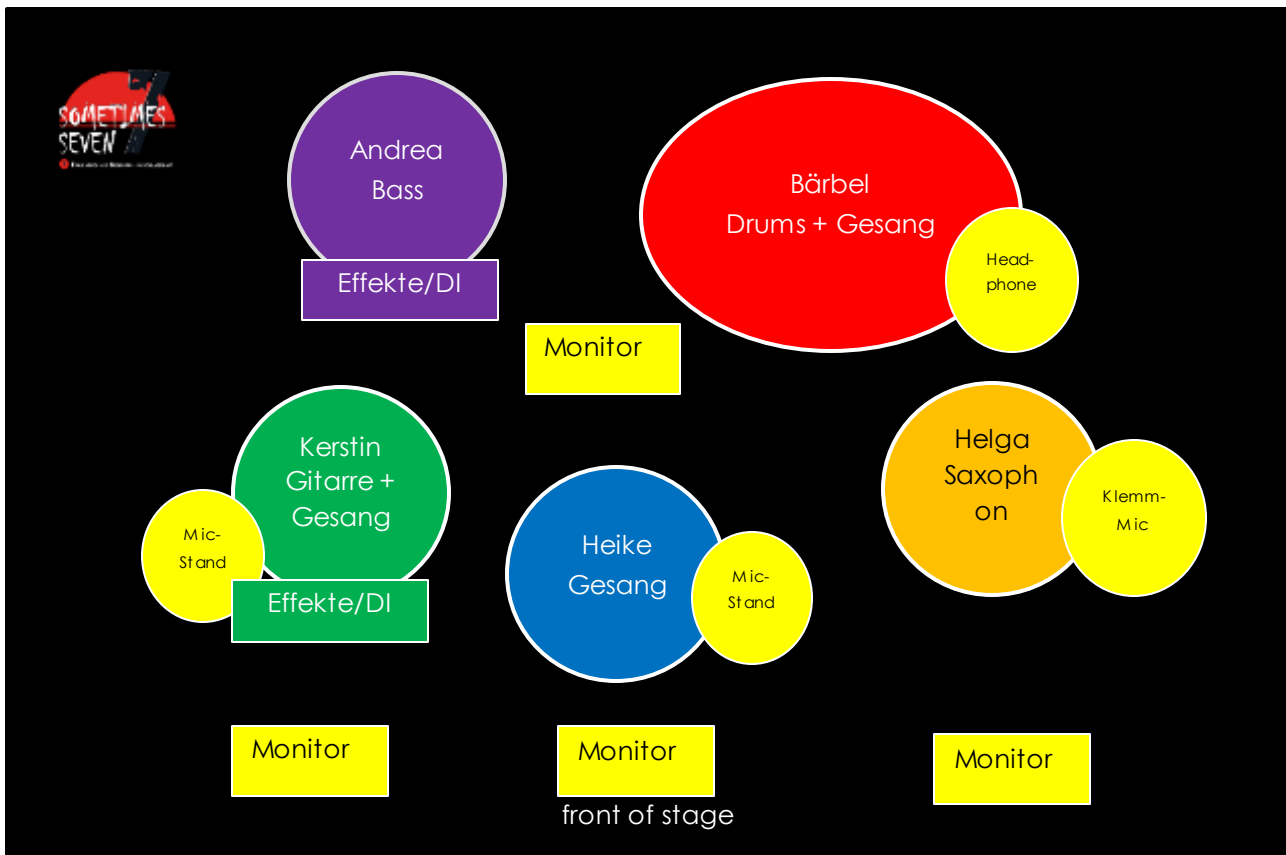 SOMETIMES
SEVEN
7
Andrea
Bass
Effekte/DI
Bärbel
Drums + Gesang
Head-
phone
Monitor
Kerstin
Gitarre +
Gesang
Mic-
Stand
Effekte/DI
Heike
Gesang
Mic-
Stand
Helga
Saxoph
on
Klemm-
Mic
Monitor
Monitor
Monitor
front of stage